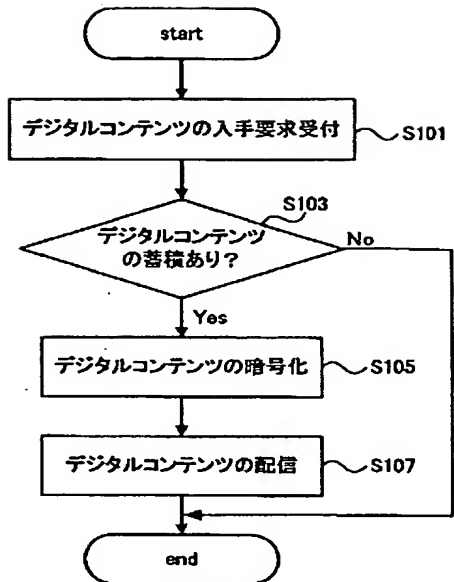 start
デジタルコンテンツの入手要求受付
S101
S103
デジタルコンテンツ
の蓄積あり?
No
Yes
デジタルコンテンツの暗号化
S105
デジタルコンテンツの配信
S107
end